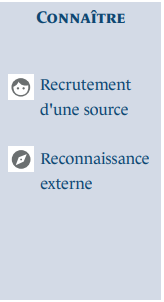 CONNAÎTRE
Recrutement
d'une source
Reconnaissance
externe